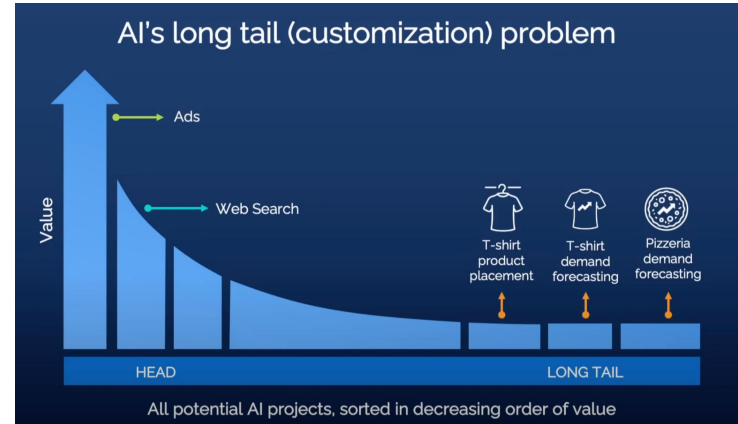 AI's long tail (customization) problem
Ads
Web Search
Value
T-shirt
product
placement
T-shirt
demand
forecasting
Pizzeria
demand
forecasting
HEAD
LONG TAIL
All potential AI projects, sorted in decreasing order of value